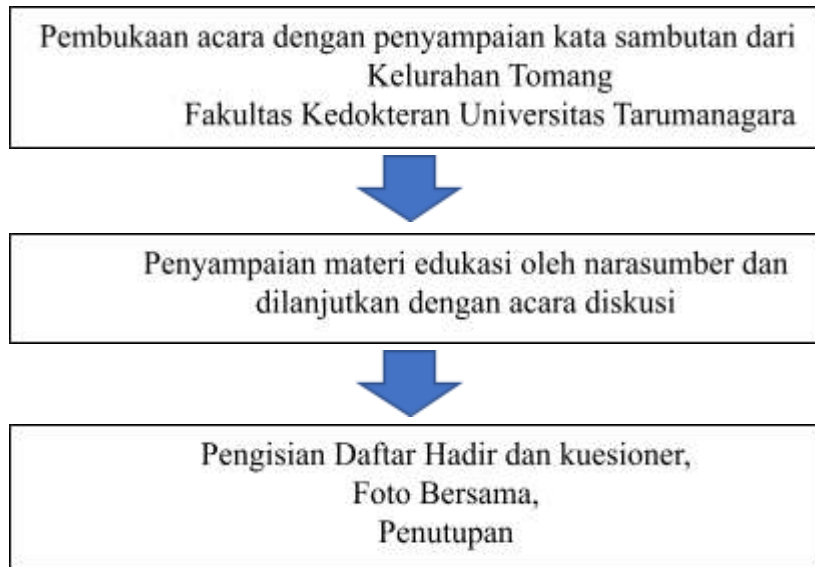 Pembukaan acara dengan penyampaian kata sambutan dari
Kelurahan Tomang
Fakultas Kedokteran Universitas Tarumanagara
Penyampaian materi edukasi oleh narasumber dan
dilanjutkan dengan acara diskusi
Pengisian Daftar Hadir dan kuesioner,
Foto Bersama,
Penutupan